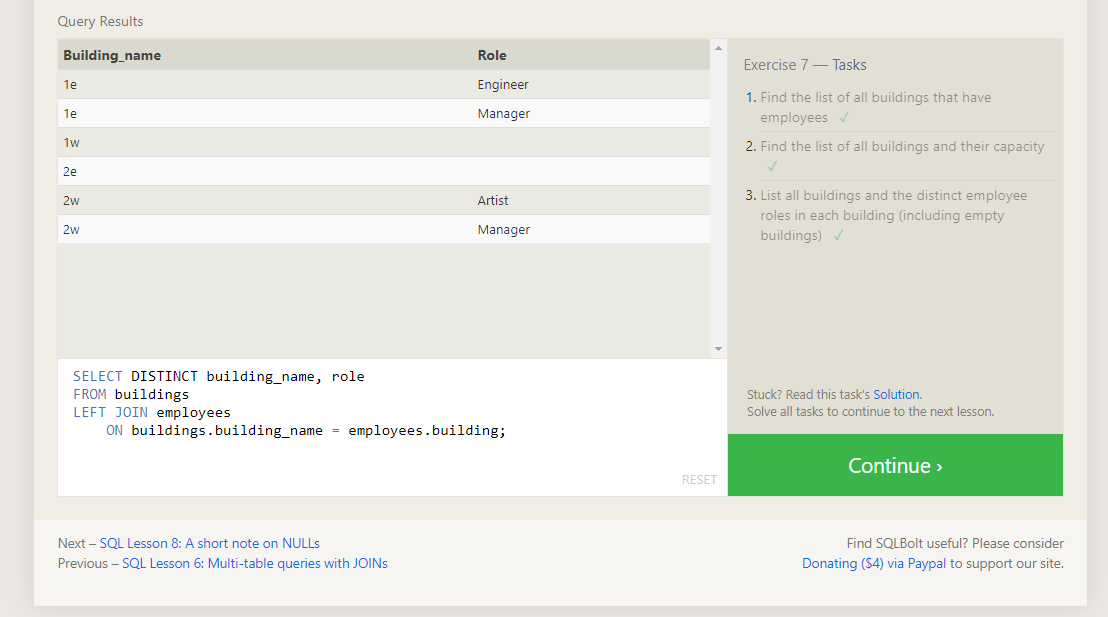 Query Results
Building_name Role
1e Engineer
1e Manager
1w
2e
2w Artist
2w Manager
SELECT DISTINCT building_name, role
FROM buildings
LEFT JOIN employees
ON buildings.building_name = employees.building;
RESET
Exercise 7 — Tasks
1. Find the list of all buildings that have
employees ✓
2. Find the list of all buildings and their capacity
✓
3. List all buildings and the distinct employee
roles in each building (including empty
buildings) ✓
Stuck? Read this task's Solution.
Solve all tasks to continue to the next lesson.
Continue ›
Next – SQL Lesson 8: A short note on NULLs
Previous – SQL Lesson 6: Multi-table queries with JOINs
Find SQLBolt useful? Please consider
Donating ($4) via Paypal to support our site.